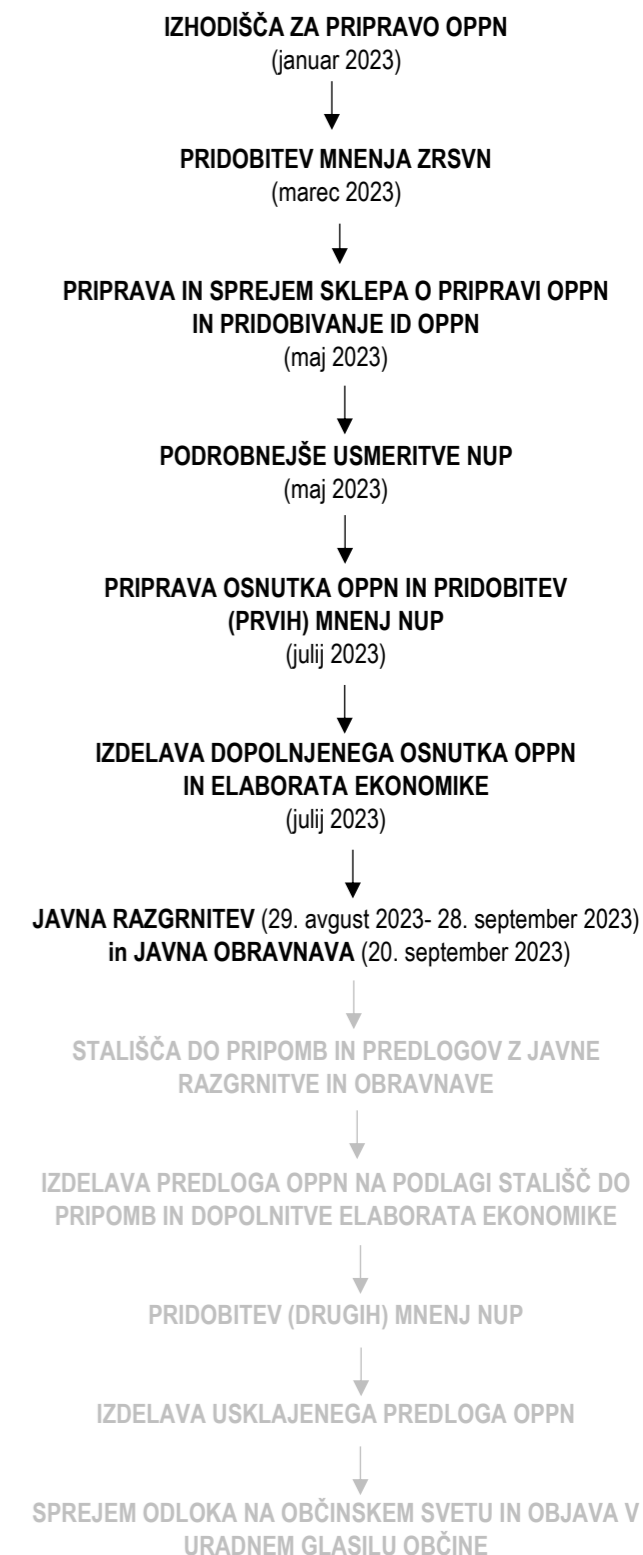 IZHODIŠČA ZA PRIPRAVO OPPN
(januar 2023)
PRIDOBITEV MNENJA ZRSVN
(marec 2023)
PRIPRAVA IN SPREJEM SKLEPA O PRIPRAVI OPPN
IN PRIDOBIVANJE ID OPPN
(maj 2023)
PODROBNEJŠE USMERITVE NUP
(maj 2023)
PRIPRAVA OSNUTKA OPPN IN PRIDOBITEV
(PRVIH) MNENJ NUP
(julij 2023)
IZDELAVA DOPOLNJENEGA OSNUTKA OPPN
IN ELABORATA EKONOMIKE
(julij 2023)
JAVNA RAZGRNITEV (29. avgust 2023- 28. september 2023)
in JAVNA OBRAVNAVA (20. september 2023)
STALIŠČA DO PRIPOMB IN PREDLOGOV Z JAVNE
RAZGRNITVE IN OBRAVNAVE
IZDELAVA PREDLOGA OPPN NA PODLAGI STALIŠČ DO
PRIPOMB IN DOPOLNITVE ELABORATA EKONOMIKE
PRIDOBITEV (DRUGIH) MNENJ NUP
IZDELAVA USKLAJENEGA PREDLOGA OPPN
SPREJEM ODLOKA NA OBČINSKEM SVETU IN OBJAVA V
URADNEM GLASILU OBČINE